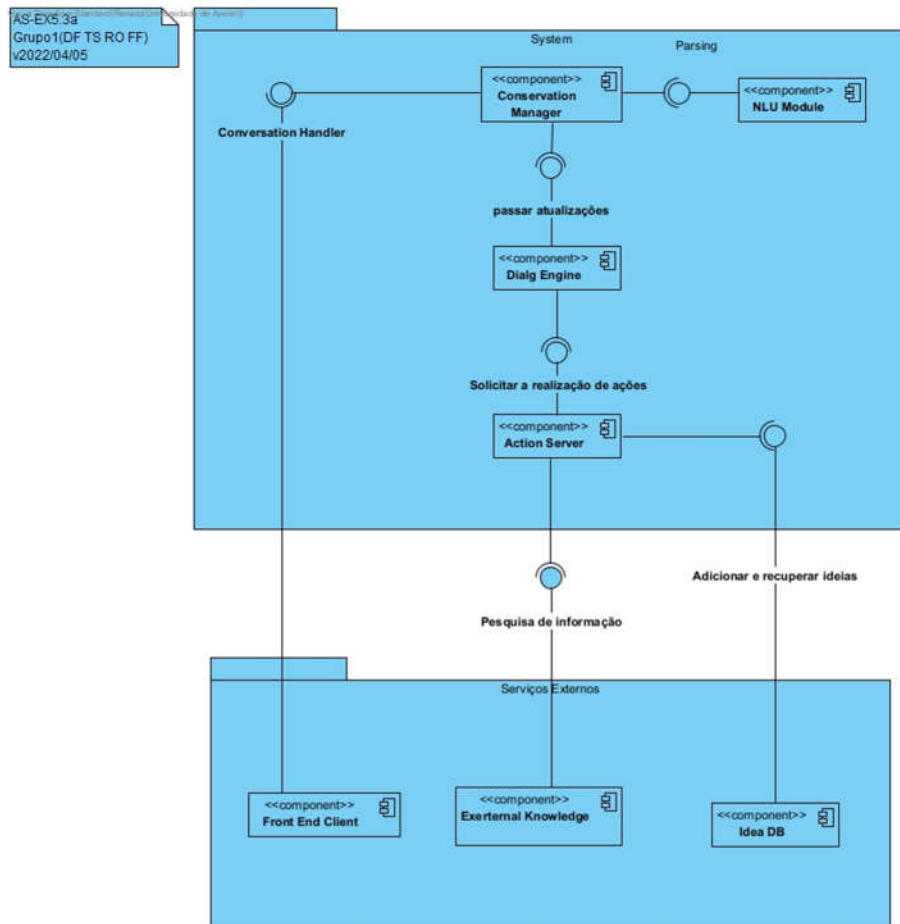 AS-EX5.3a
Grupo1(DF TS RO FF)
v2022/04/05
System
Parsing
<<component>>
Conservation
Manager
<<component>>
NLU Module
Conversation Handler
passar atualizações
<<component>>
Dialg Engine
Solicitar a realização de ações
<<component>>
Action Server
Adicionar e recuperar ideias
Pesquisa de informação
Serviços Externos
<<component>>
Front End Client
<<component>>
Exerternal Knowledge
<<component>>
Idea DB